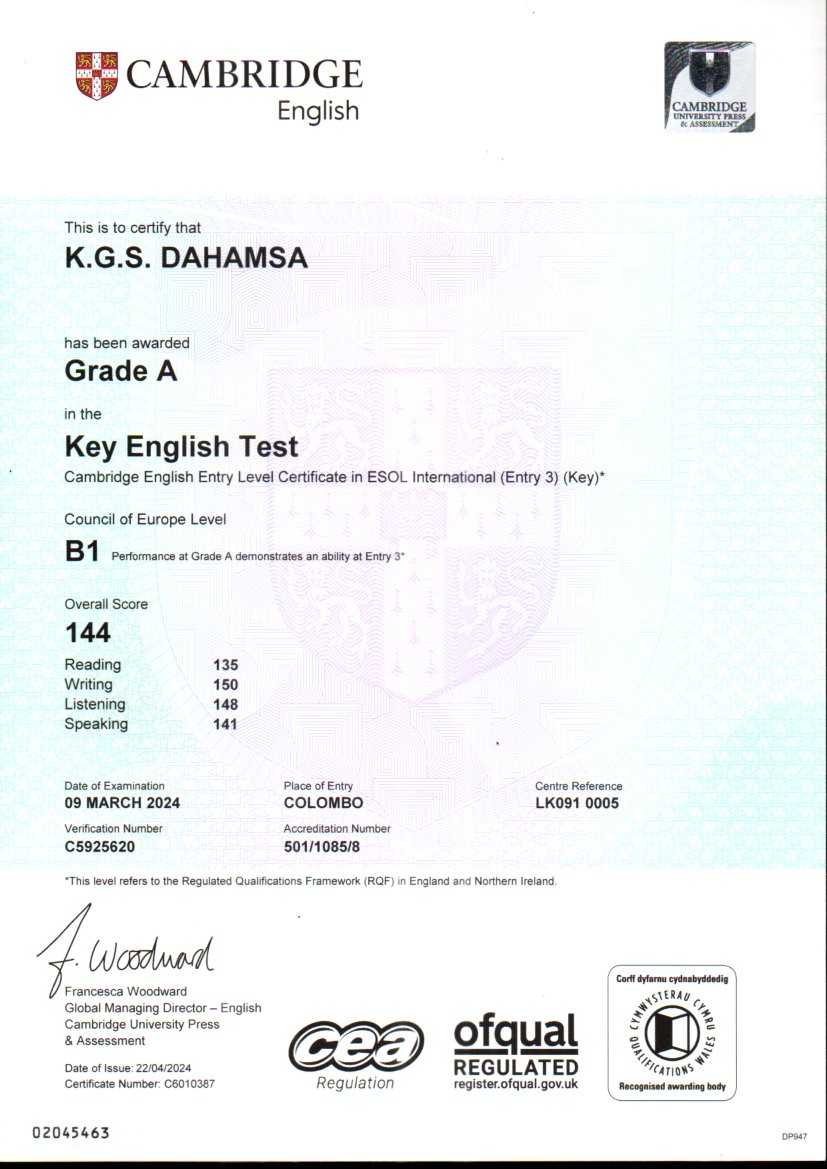 CAMBRIDGE
English
CAMBRIDGE
UNIVERSITY PRESS
& ASSESSMENT
This is to certify that
K.G.S. DAHAMSA
has been awarded
Grade A
in the
Key English Test
Cambridge English Entry Level Certificate in ESOL International (Entry 3) (Key)*
Council of Europe Level
B1 Performance at Grade A demonstrates an ability at Entry 3*
Overall Score
144
Reading 135
Writing 150
Listening 148
Speaking 141
Date of Examination Place of Entry Centre Reference
09 MARCH 2024 COLOMBO LK091 0005
Verification Number Accreditation Number
C5925620 501/1085/8
*This level refers to the Regulated Qualifications Framework (RQF) in England and Northern Ireland.
F. Woodward
Francesca Woodward
Global Managing Director – English
Cambridge University Press
& Assessment
Date of Issue: 22/04/2024
Certificate Number: C6010387
cea
Regulation
ofqual
REGULATED
register.ofqual.gov.uk
Corff dyfarnu cydnabyddedig
CYMWYSTERAU CYMRU
QUALIFICATIONS WALES
Recognised awarding body
02045463
DP947